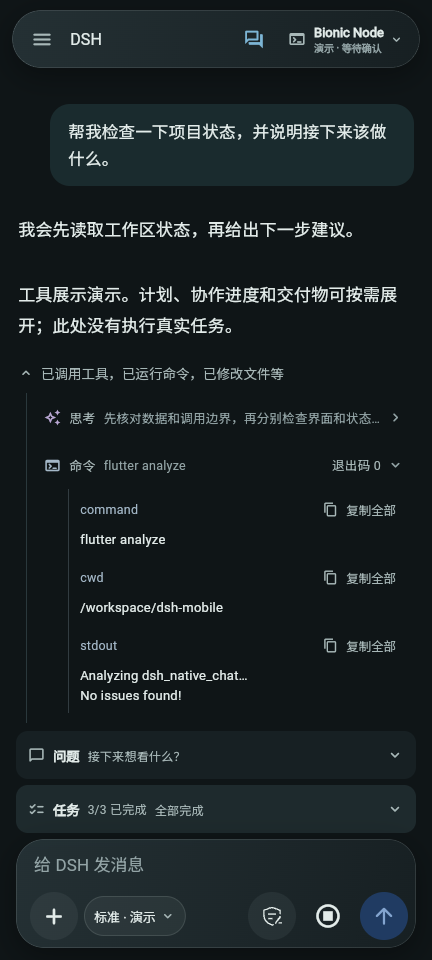 DSH
Bionic Node
演示 · 等待确认
帮我检查一下项目状态，并说明接下来该做
什么。
我会先读取工作区状态，再给出下一步建议。
工具展示演示。计划、协作进度和交付物可按需展
开；此处没有执行真实任务。
已调用工具，已运行命令，已修改文件等
思考 先核对数据和调用边界，再分别检查界面和状态…
命令 flutter analyze 退出码 0
command 复制全部
flutter analyze
cwd 复制全部
/workspace/dsh-mobile
stdout 复制全部
Analyzing dsh_native_chat…
No issues found!
问题 接下来想看什么？
任务 3/3 已完成 全部完成
给 DSH 发消息
标准 · 演示